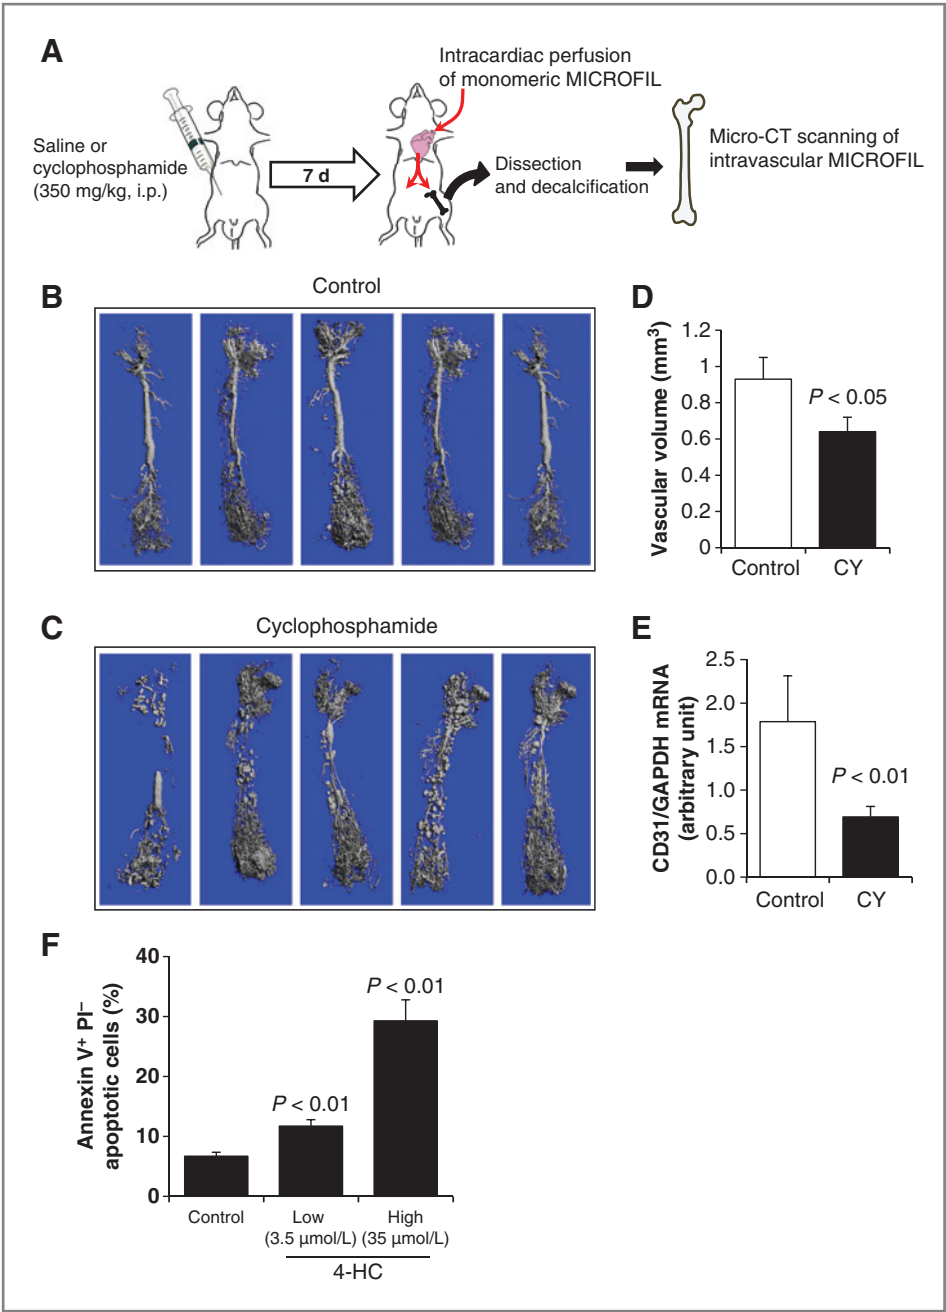 A
Intracardiac perfusion
of monomeric MICROFIL
Saline or
cyclophosphamide
(350 mg/kg, i.p.)
7 d
Dissection
and decalcification
Micro-CT scanning of
intravascular MICROFIL
B
Control
C
Cyclophosphamide
D
Vascular volume (mm³)
1.2
1
0.8
0.6
0.4
0.2
0
P < 0.05
Control
CY
E
CD31/GAPDH mRNA
(arbitrary unit)
2.5
2.0
1.5
1.0
0.5
0.0
P < 0.01
Control
CY
F
Annexin V⁺ PI⁻
apoptotic cells (%)
40
30
20
10
0
P < 0.01
P < 0.01
Control
Low
(3.5 µmol/L)
High
(35 µmol/L)
4-HC